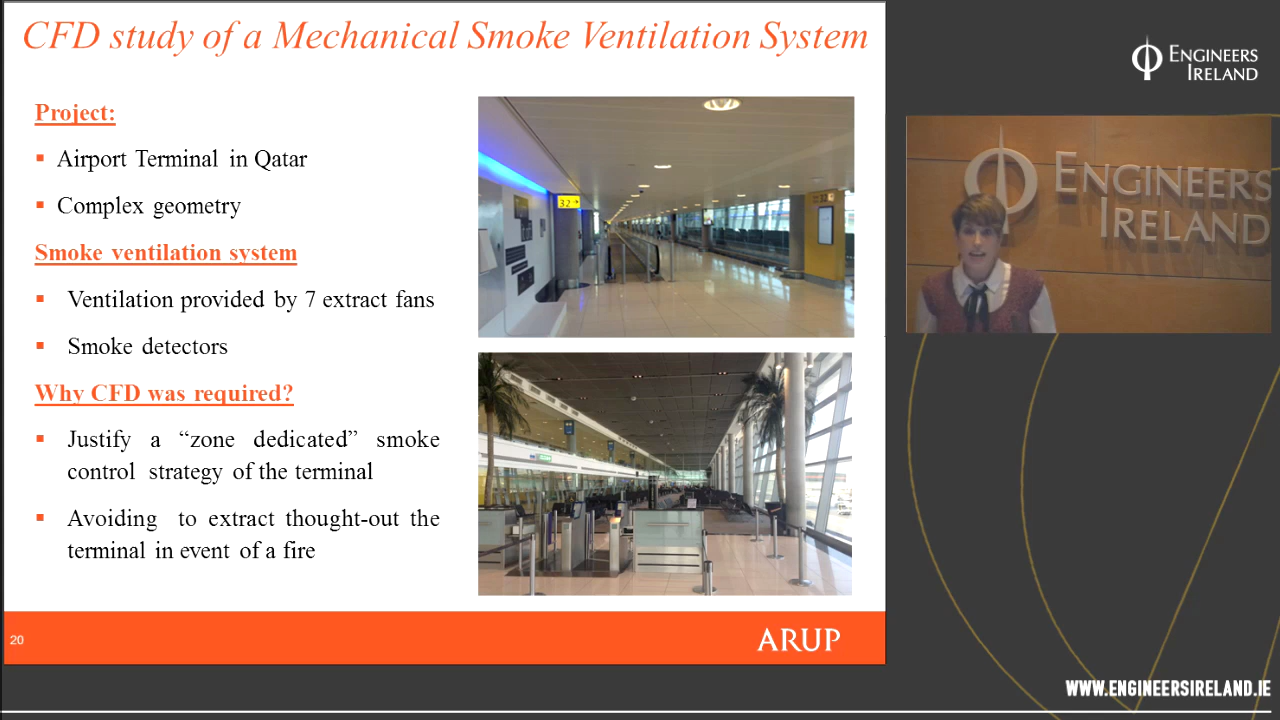 CFD study of a Mechanical Smoke Ventilation System
Project:
▪ Airport Terminal in Qatar
▪ Complex geometry
Smoke ventilation system
▪ Ventilation provided by 7 extract fans
▪ Smoke detectors
Why CFD was required?
▪ Justify a “zone dedicated” smoke
control strategy of the terminal
▪ Avoiding to extract thought-out the
terminal in event of a fire
32
20
ARUP
ENGINEERS
IRELAND
ENGINEERS
IRELAND
WWW.ENGINEERSIRELAND.IE